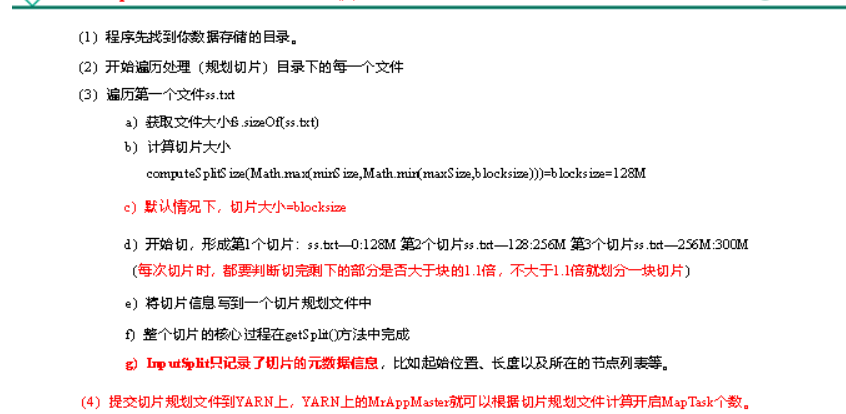 (1) 程序先找到你数据存储的目录。
(2) 开始遍历处理（规划切片）目录下的每一个文件
(3) 遍历第一个文件ss.txt
a) 获取文件大小fs.sizeOf(ss.txt)
b) 计算切片大小
computeSplitSize(Math.max(minSize,Math.min(maxSize,blocksize)))=blocksize=128M
c) 默认情况下，切片大小=blocksize
d) 开始切，形成第1个切片：ss.txt—0:128M 第2个切片ss.txt—128:256M 第3个切片ss.txt—256M:300M
（每次切片时，都要判断切完剩下的部分是否大于块的1.1倍，不大于1.1倍就划分一块切片）
e) 将切片信息写到一个切片规划文件中
f) 整个切片的核心过程在getSplit()方法中完成
g) InputSplit只记录了切片的元数据信息，比如起始位置、长度以及所在的节点列表等。
(4) 提交切片规划文件到YARN上，YARN上的MrAppMaster就可以根据切片规划文件计算开启MapTask个数。